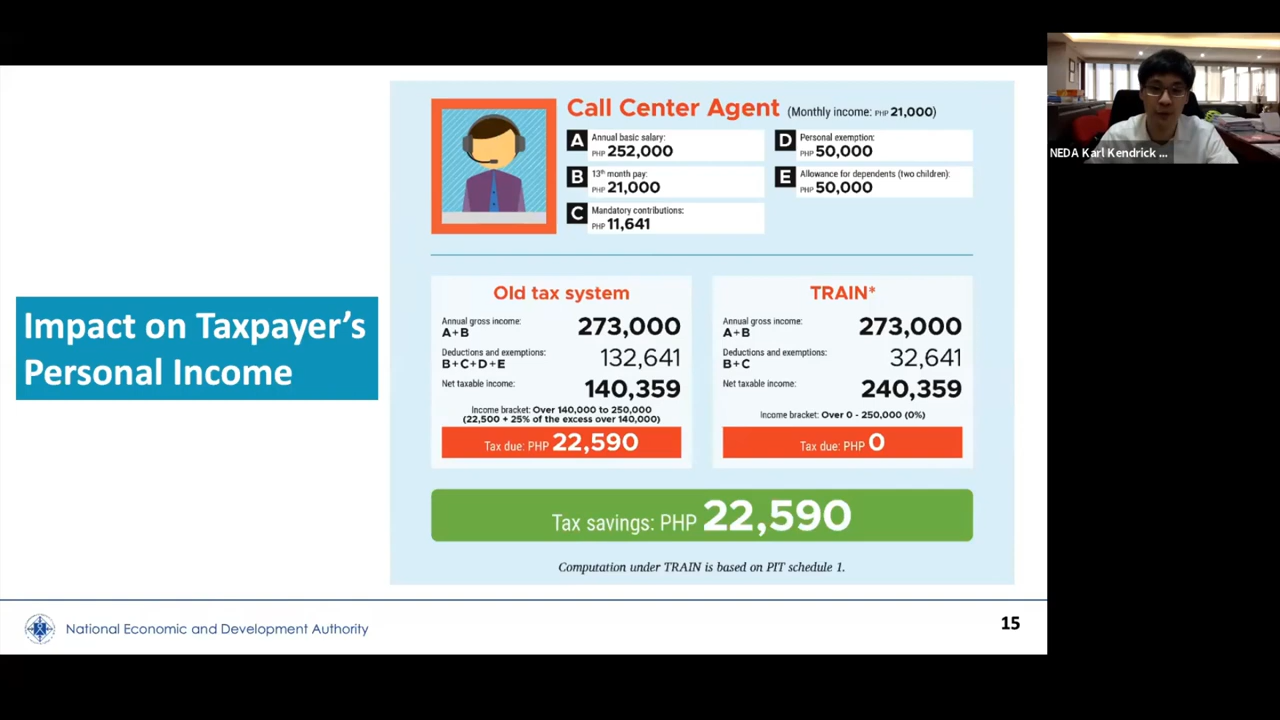 Call Center Agent (Monthly income: PHP 21,000)
A Annual basic salary:
PHP 252,000
B 13th month pay:
PHP 21,000
C Mandatory contributions:
PHP 11,641
D Personal exemption:
PHP 50,000
E Allowance for dependents (two children):
PHP 50,000
Impact on Taxpayer's
Personal Income
Old tax system
Annual gross income:
A+B
273,000
Deductions and exemptions:
B+C+D+E
132,641
Net taxable income:
140,359
Income bracket: Over 140,000 to 250,000
(22,500 + 25% of the excess over 140,000)
Tax due: PHP 22,590
TRAIN*
Annual gross income:
A+B
273,000
Deductions and exemptions:
B+C
32,641
Net taxable income:
240,359
Income bracket: Over 0 - 250,000 (0%)
Tax due: PHP 0
Tax savings: PHP 22,590
Computation under TRAIN is based on PIT schedule 1.
National Economic and Development Authority
15
NEDA Karl Kendrick ...